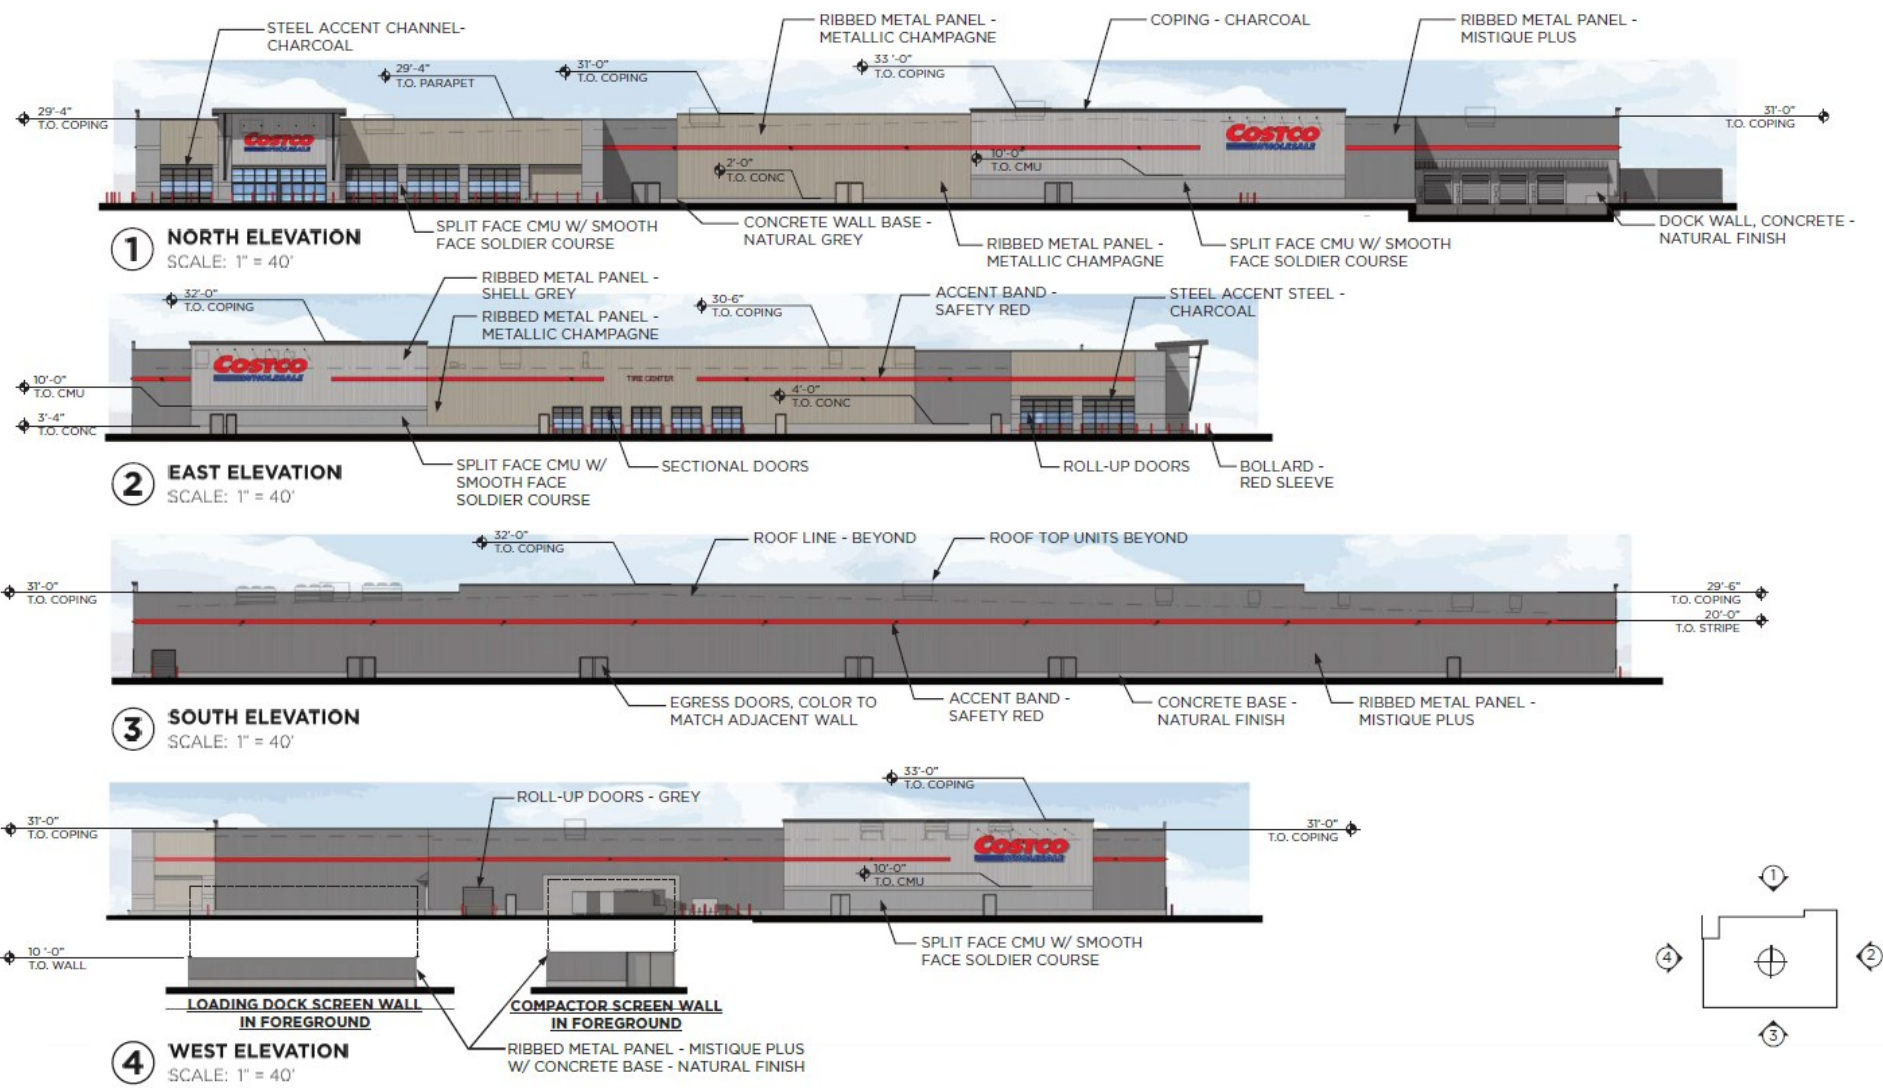 STEEL ACCENT CHANNEL-
CHARCOAL
RIBBED METAL PANEL -
METALLIC CHAMPAGNE
COPING - CHARCOAL
RIBBED METAL PANEL -
MISTIQUE PLUS
29'-4"
T.O. COPING
29'-4"
T.O. PARAPET
31'-0"
T.O. COPING
33 '-0"
T.O. COPING
31'-0"
T.O. COPING
COSTCO
WHOLESALE
COSTCO
WHOLESALE
2'-0"
T.O. CONC
10'-0"
T.O. CMU
SPLIT FACE CMU W/ SMOOTH
FACE SOLDIER COURSE
CONCRETE WALL BASE -
NATURAL GREY
RIBBED METAL PANEL -
METALLIC CHAMPAGNE
SPLIT FACE CMU W/ SMOOTH
FACE SOLDIER COURSE
DOCK WALL, CONCRETE -
NATURAL FINISH
1
NORTH ELEVATION
SCALE: 1" = 40'
32'-0"
T.O. COPING
RIBBED METAL PANEL -
SHELL GREY
RIBBED METAL PANEL -
METALLIC CHAMPAGNE
30-6"
T.O. COPING
ACCENT BAND -
SAFETY RED
STEEL ACCENT STEEL -
CHARCOAL
COSTCO
WHOLESALE
TIRE CENTER
10'-0"
T.O. CMU
3'-4"
T.O. CONC
4'-0"
T.O. CONC
SPLIT FACE CMU W/
SMOOTH FACE
SOLDIER COURSE
SECTIONAL DOORS
ROLL-UP DOORS
BOLLARD -
RED SLEEVE
2
EAST ELEVATION
SCALE: 1" = 40'
32'-0"
T.O. COPING
ROOF LINE - BEYOND
ROOF TOP UNITS BEYOND
31'-0"
T.O. COPING
29'-6"
T.O. COPING
20'-0"
T.O. STRIPE
EGRESS DOORS, COLOR TO
MATCH ADJACENT WALL
ACCENT BAND -
SAFETY RED
CONCRETE BASE -
NATURAL FINISH
RIBBED METAL PANEL -
MISTIQUE PLUS
3
SOUTH ELEVATION
SCALE: 1" = 40'
33'-0"
T.O. COPING
ROLL-UP DOORS - GREY
31'-0"
T.O. COPING
31'-0"
T.O. COPING
COSTCO
WHOLESALE
10'-0"
T.O. CMU
SPLIT FACE CMU W/ SMOOTH
FACE SOLDIER COURSE
10 '-0"
T.O. WALL
LOADING DOCK SCREEN WALL
IN FOREGROUND
COMPACTOR SCREEN WALL
IN FOREGROUND
RIBBED METAL PANEL - MISTIQUE PLUS
W/ CONCRETE BASE - NATURAL FINISH
4
WEST ELEVATION
SCALE: 1" = 40'
1
4
2
3